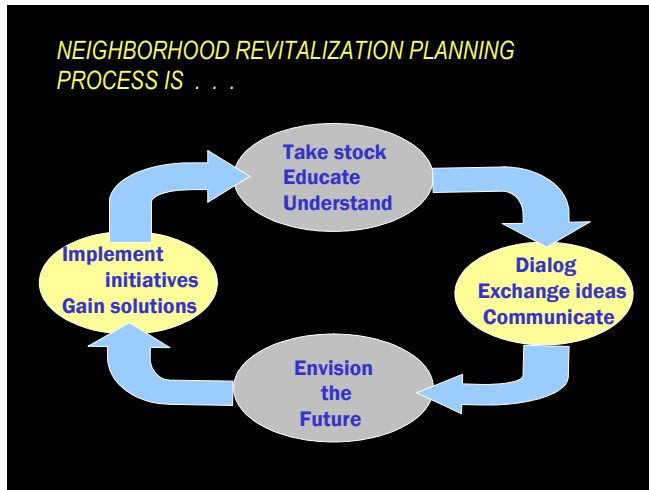 NEIGHBORHOOD REVITALIZATION PLANNING
PROCESS IS . . .
Take stock
Educate
Understand
Dialog
Exchange ideas
Communicate
Envision
the
Future
Implement
initiatives
Gain solutions